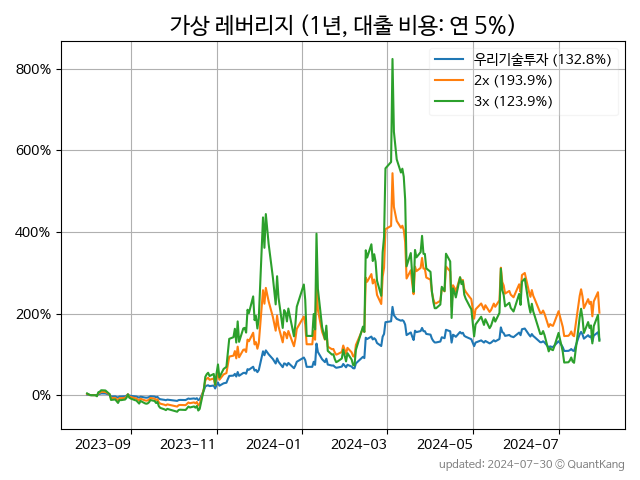 가상 레버리지 (1년, 대출 비용: 연 5%)
우리기술투자 (132.8%)
2x (193.9%)
3x (123.9%)
800%
600%
400%
200%
0%
2023-09 2023-11 2024-01 2024-03 2024-05 2024-07
updated: 2024-07-30 © QuantKang